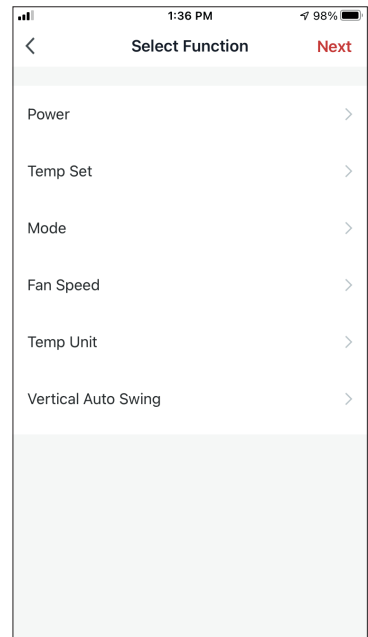 1:36 PM 98%
Select Function Next
Power
Temp Set
Mode
Fan Speed
Temp Unit
Vertical Auto Swing